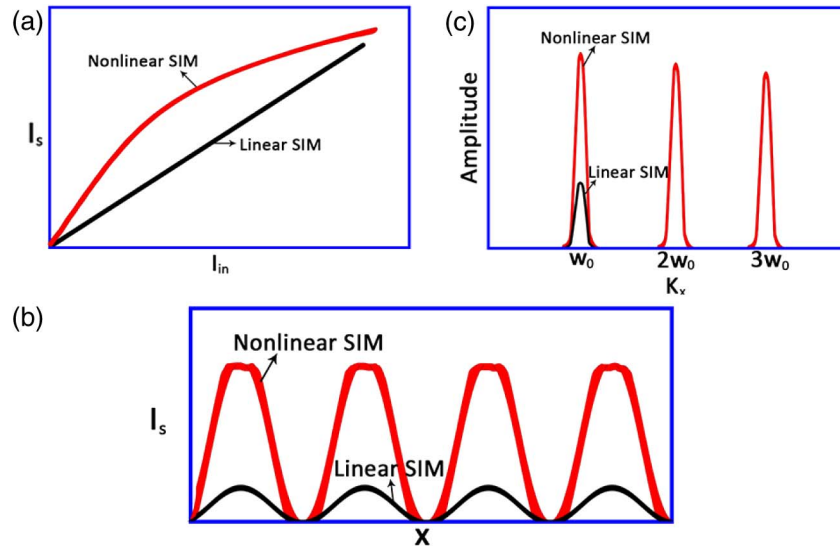 (a)
Nonlinear SIM
Is
Linear SIM
Iin
(c)
Nonlinear SIM
Amplitude
Linear SIM
w0 2w0 3w0
Kx
(b)
Nonlinear SIM
Is
Linear SIM
X